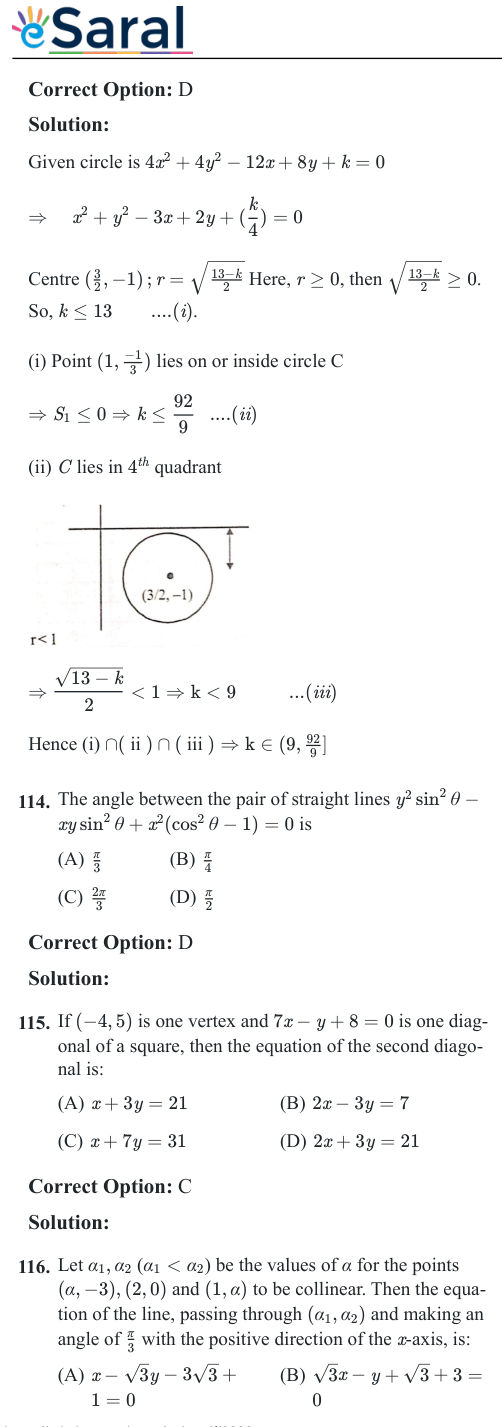 eSaral
Correct Option: D
Solution:
Given circle is 4x² + 4y² − 12x + 8y + k = 0
⇒ x² + y² − 3x + 2y + (k/4) = 0
Centre (3/2, −1) ; r = √((13−k)/2) Here, r ≥ 0, then √((13−k)/2) ≥ 0.
So, k ≤ 13 ....(i).
(i) Point (1, −1/3) lies on or inside circle C
⇒ S₁ ≤ 0 ⇒ k ≤ 92/9 ....(ii)
(ii) C lies in 4ᵗʰ quadrant
(3/2, −1)
r< 1
⇒ √(13 − k)/2 < 1 ⇒ k < 9 ...(iii)
Hence (i) ∩( ii ) ∩ ( iii ) ⇒ k ∈ (9, 92/9]
114. The angle between the pair of straight lines y² sin² θ −
xy sin² θ + x²(cos² θ − 1) = 0 is
(A) π/3 (B) π/4
(C) 2π/3 (D) π/2
Correct Option: D
Solution:
115. If (−4, 5) is one vertex and 7x − y + 8 = 0 is one diag-
onal of a square, then the equation of the second diago-
nal is:
(A) x + 3y = 21 (B) 2x − 3y = 7
(C) x + 7y = 31 (D) 2x + 3y = 21
Correct Option: C
Solution:
116. Let α₁, α₂ (α₁ < α₂) be the values of α for the points
(α, −3), (2, 0) and (1, α) to be collinear. Then the equa-
tion of the line, passing through (α₁, α₂) and making an
angle of π/3 with the positive direction of the x-axis, is:
(A) x − √3y − 3√3 + (B) √3x − y + √3 + 3 =
1 = 0 0